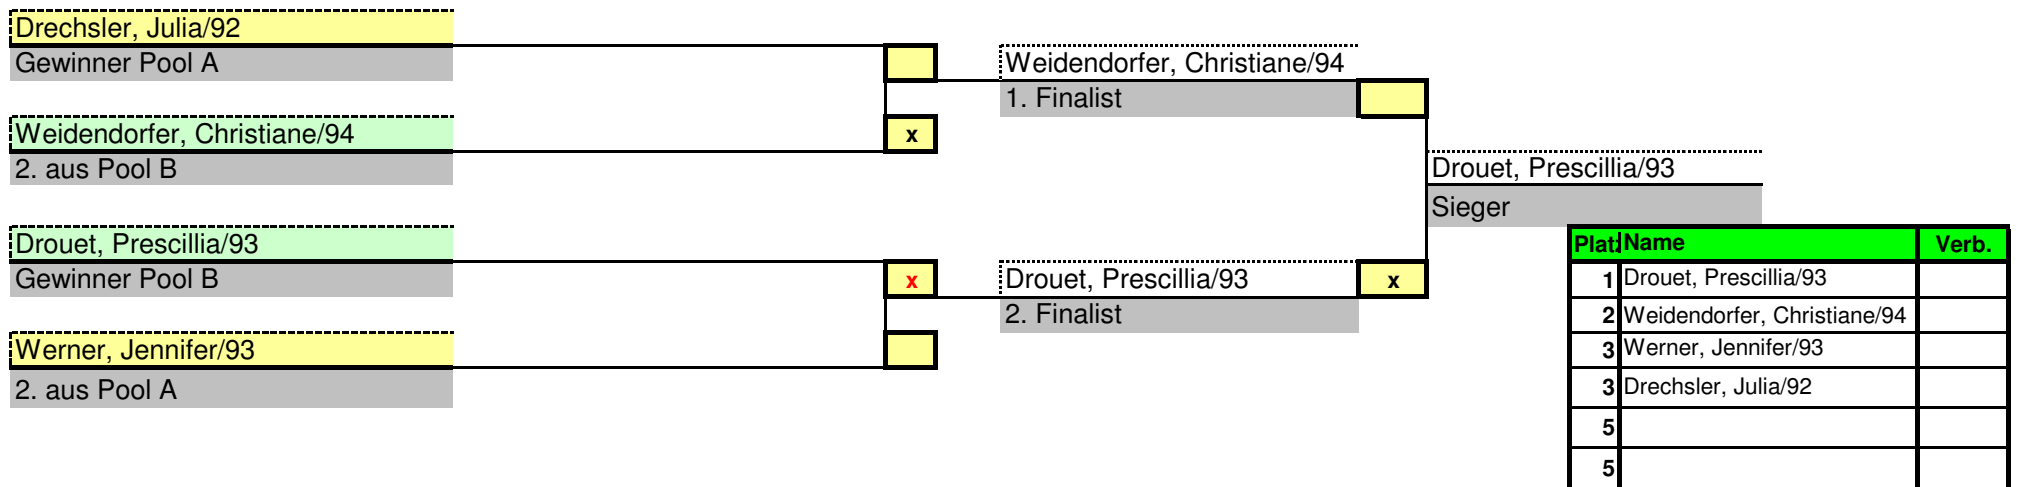 Drechsler, Julia/92
Gewinner Pool A
Weidendorfer, Christiane/94
1. Finalist
Weidendorfer, Christiane/94
x
2. aus Pool B
Drouet, Prescillia/93
Sieger
Drouet, Prescillia/93
Gewinner Pool B
x
Drouet, Prescillia/93
x
2. Finalist
Werner, Jennifer/93
2. aus Pool A
Platz Name Verb.
1 Drouet, Prescillia/93
2 Weidendorfer, Christiane/94
3 Werner, Jennifer/93
3 Drechsler, Julia/92
5
5